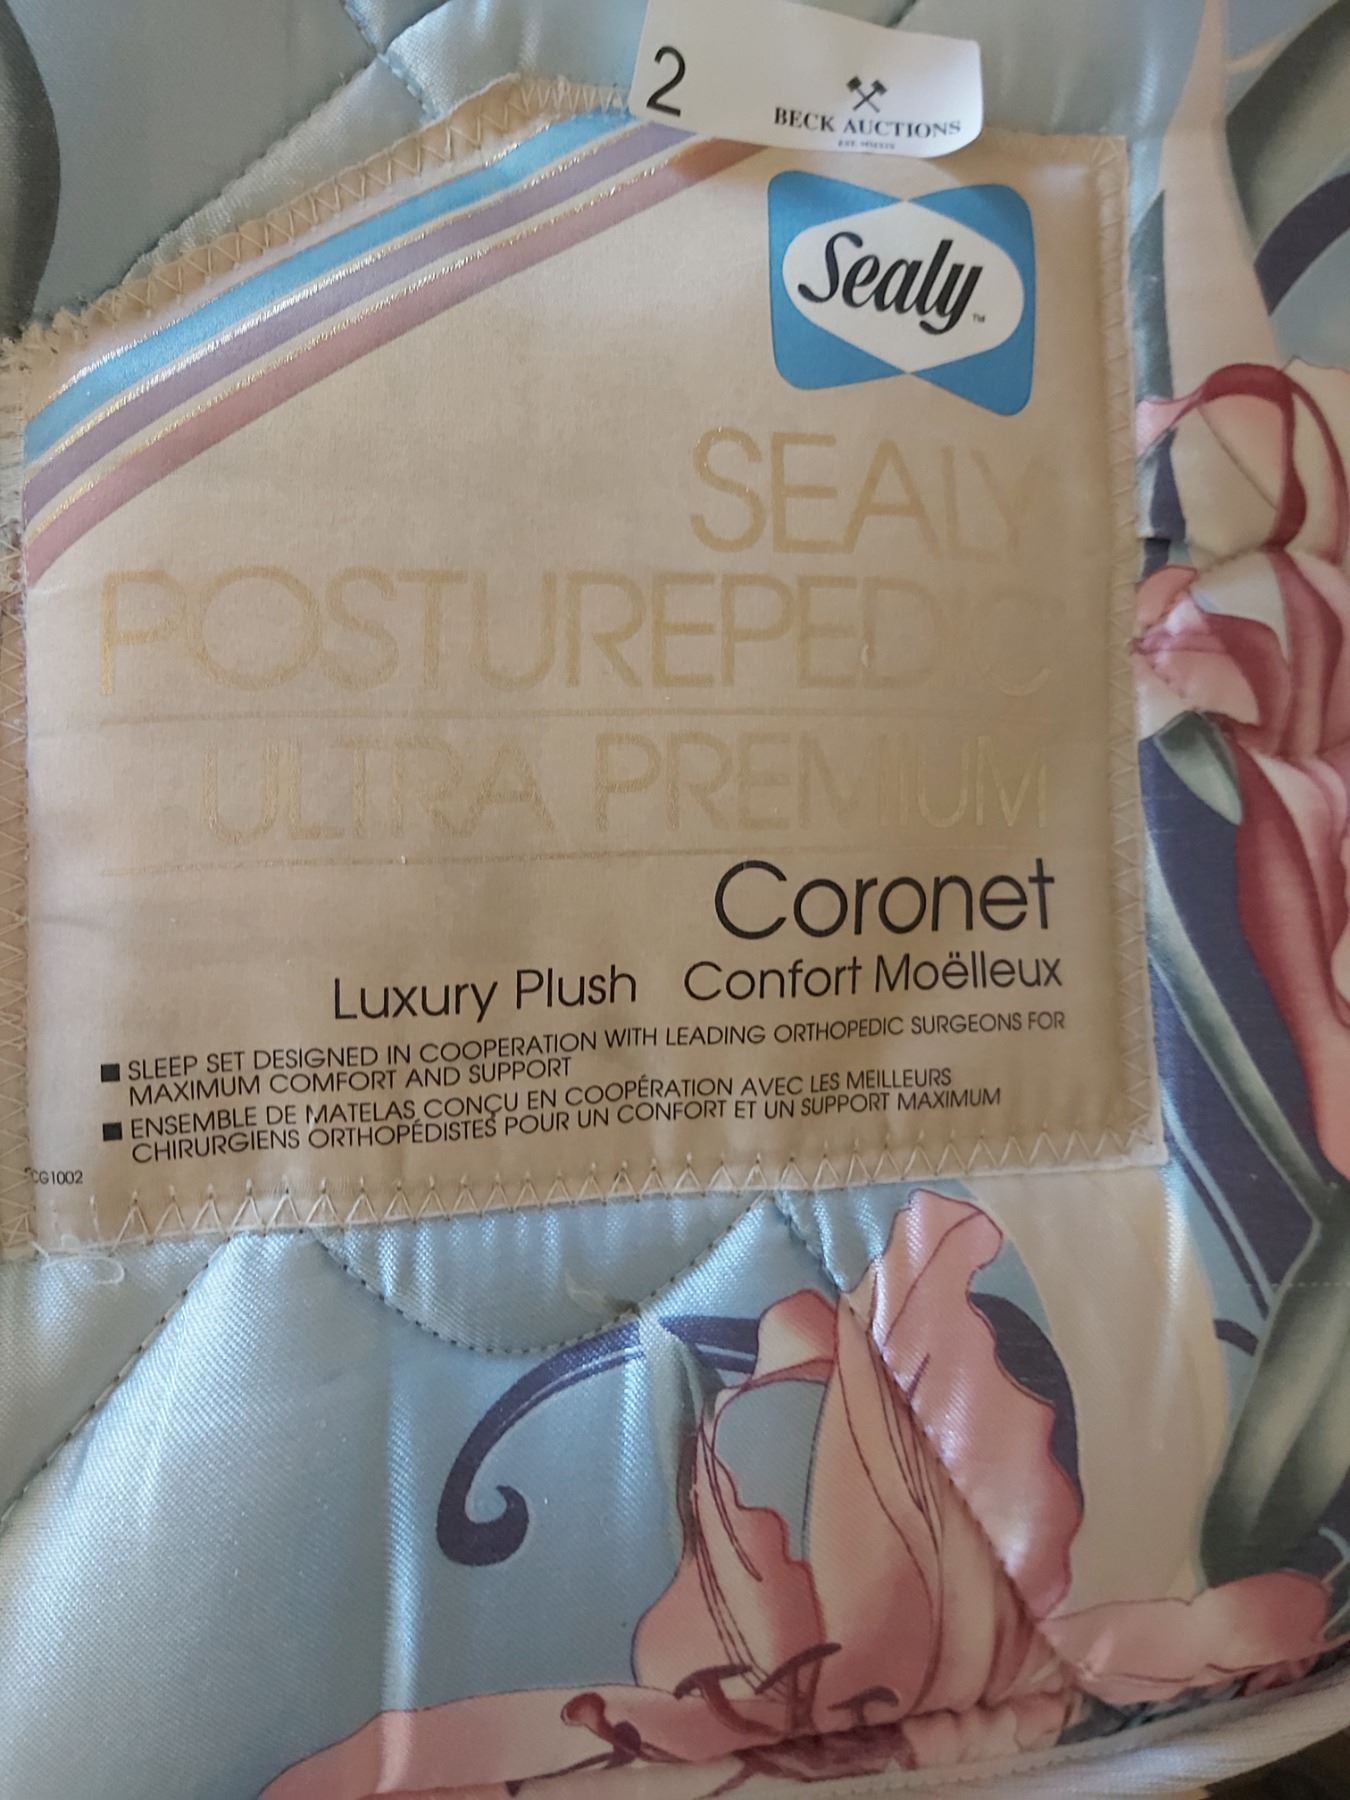 2
BECK AUCTIONS
Sealy™
SEALY
POSTUREPEDIC
ULTRA PREMIUM
Coronet
Luxury Plush Confort Moëlleux
■ SLEEP SET DESIGNED IN COOPERATION WITH LEADING ORTHOPEDIC SURGEONS FOR
MAXIMUM COMFORT AND SUPPORT
■ ENSEMBLE DE MATELAS CONÇU EN COOPÉRATION AVEC LES MEILLEURS
CHIRURGIENS ORTHOPÉDISTES POUR UN CONFORT ET UN SUPPORT MAXIMUM